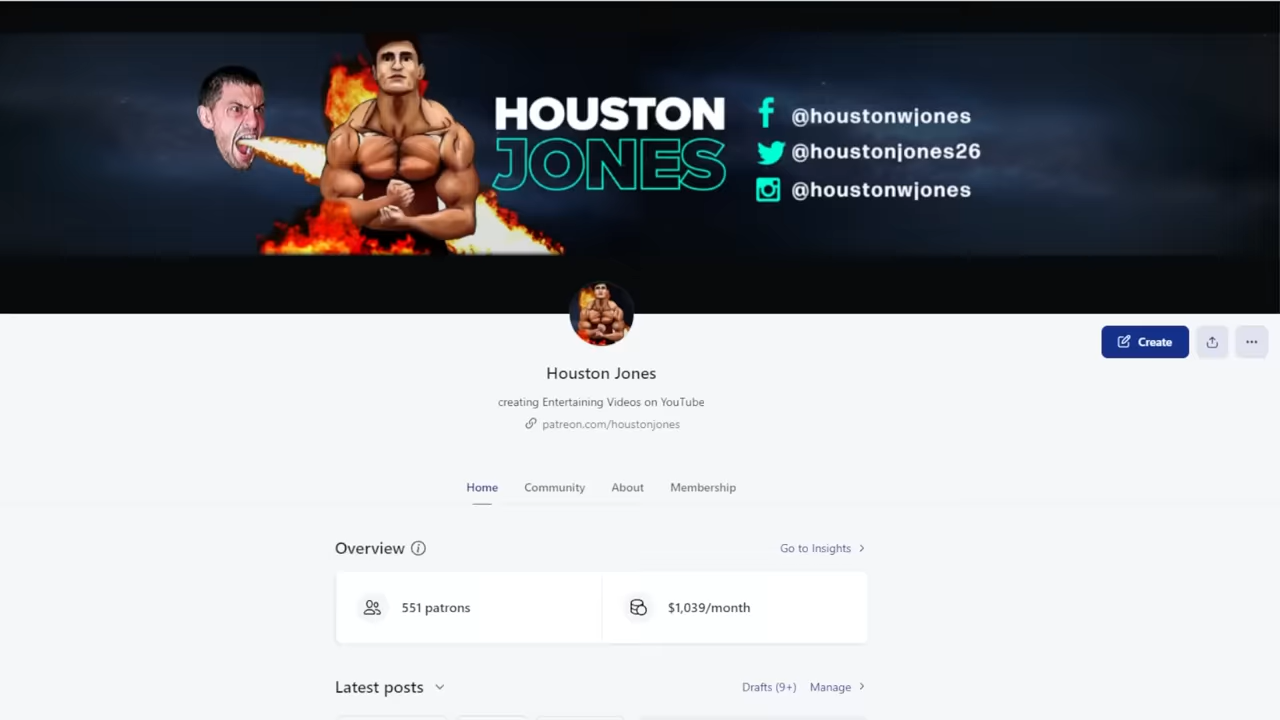 HOUSTON
JONES
@houstonwjones
@houstonjones26
@houstonwjones
Create
Houston Jones
creating Entertaining Videos on YouTube
patreon.com/houstonjones
Home Community About Membership
Overview Go to Insights
551 patrons $1,039/month
Latest posts Drafts (9+) Manage